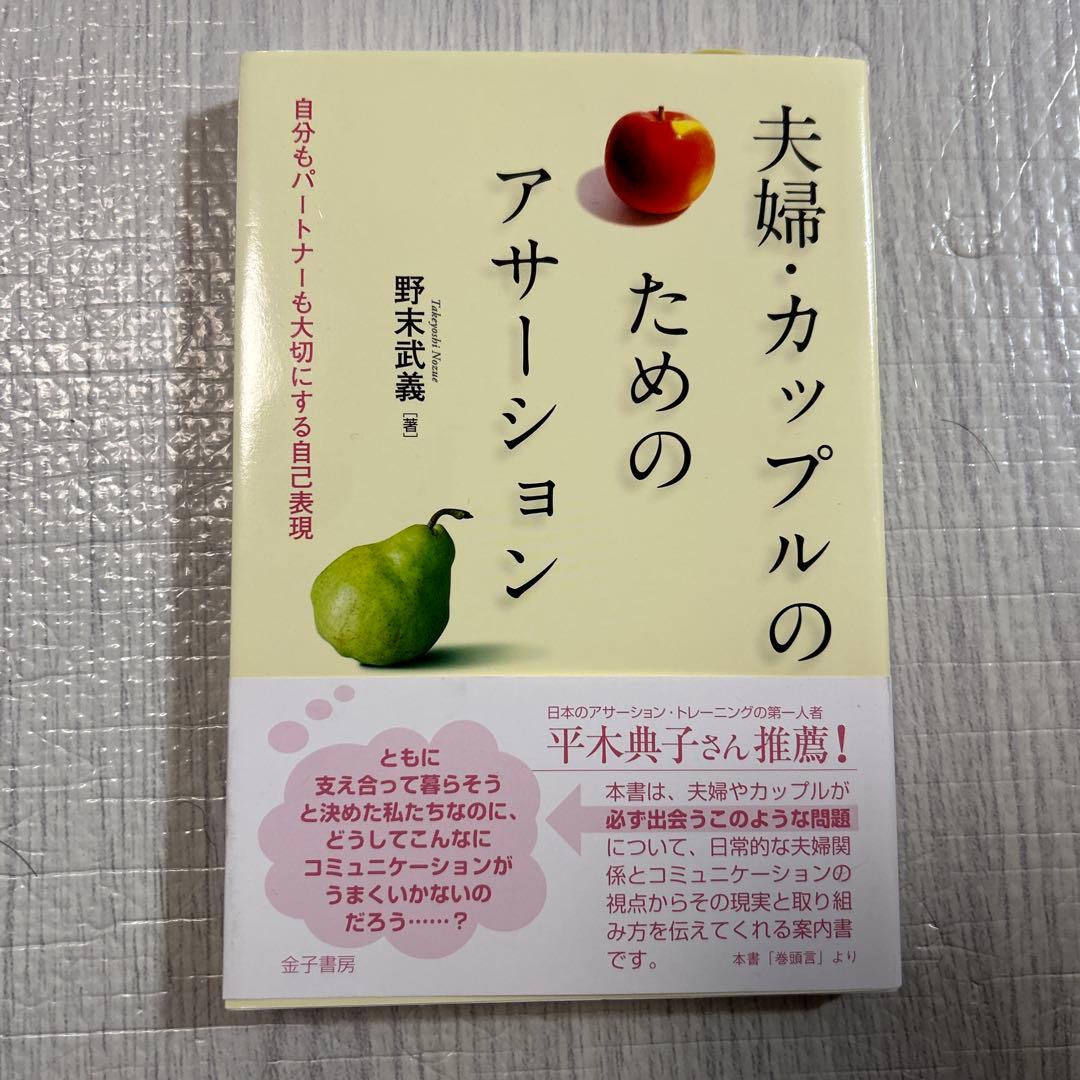 夫婦・カップルの
ための
アサーション
Takeyoshi Nozue
野末武義[著]
自分もパートナーも大切にする自己表現
日本のアサーション・トレーニングの第一人者
平木典子さん推薦!
本書は、夫婦やカップルが
必ず出会うこのような問題
について、日常的な夫婦関
係とコミュニケーションの
視点からその現実と取り組
み方を伝えてくれる案内書
です。
本書「巻頭言」より
ともに
支え合って暮らそう
と決めた私たちなのに、
どうしてこんなに
コミュニケーションが
うまくいかないの
だろう……?
金子書房